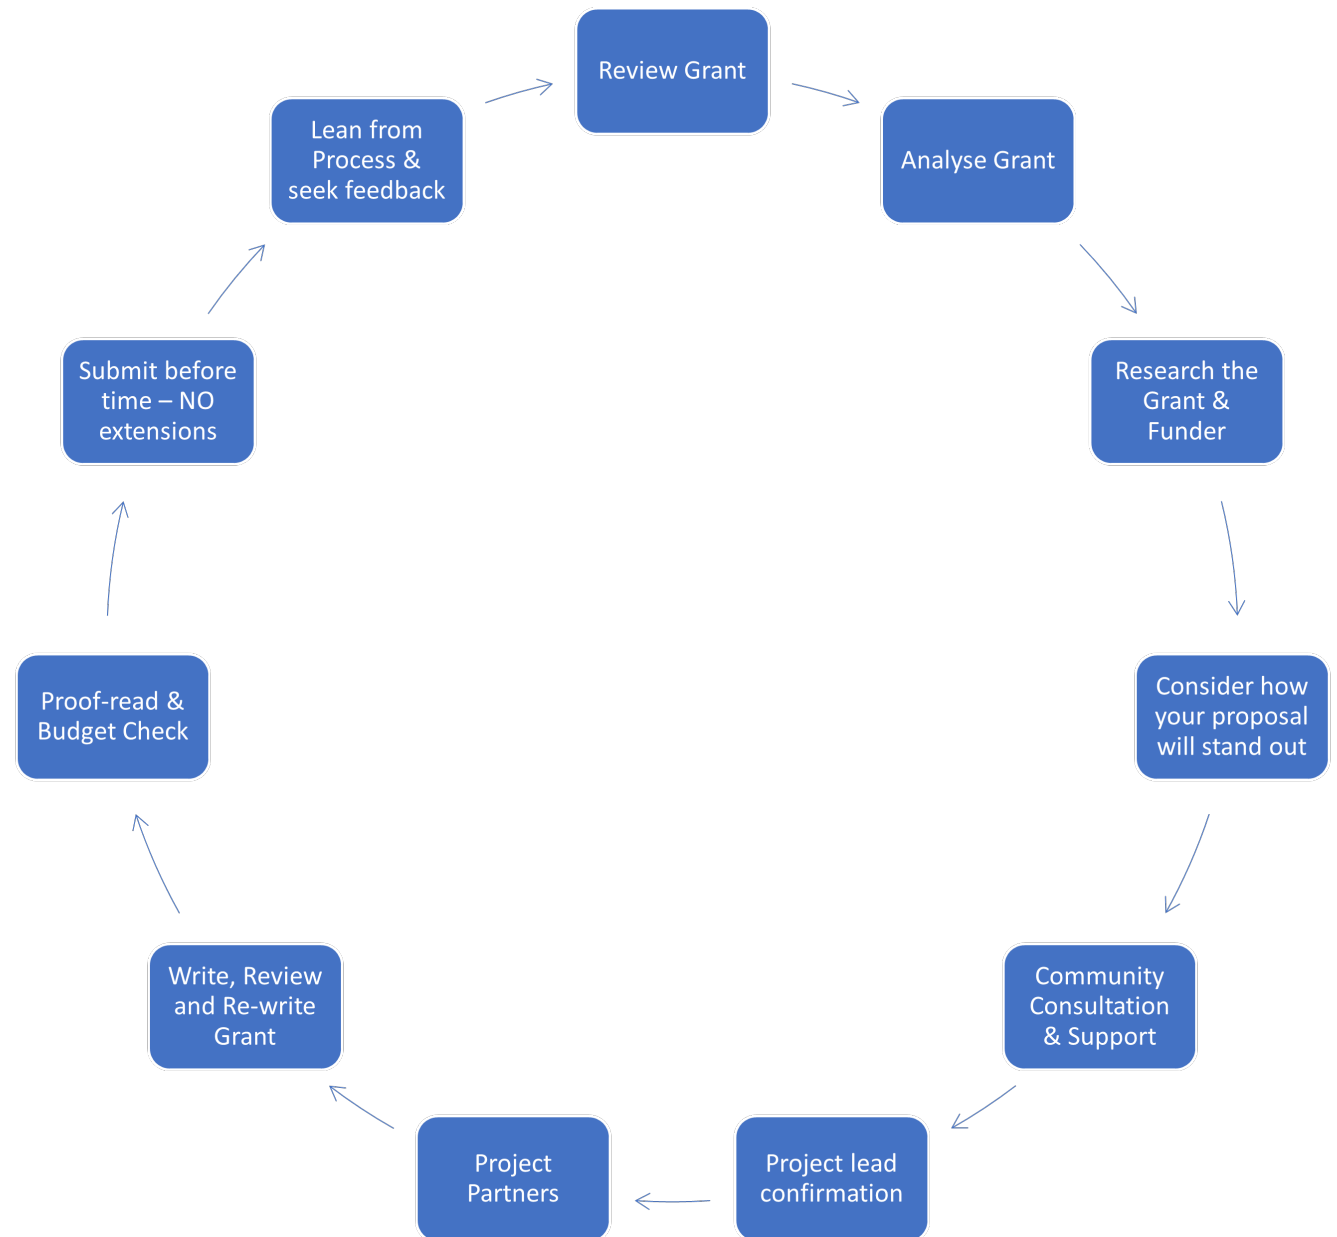 Review Grant
Analyse Grant
Research the
Grant &
Funder
Consider how
your proposal
will stand out
Community
Consultation
& Support
Project lead
confirmation
Project
Partners
Write, Review
and Re-write
Grant
Proof-read &
Budget Check
Submit before
time – NO
extensions
Lean from
Process &
seek feedback